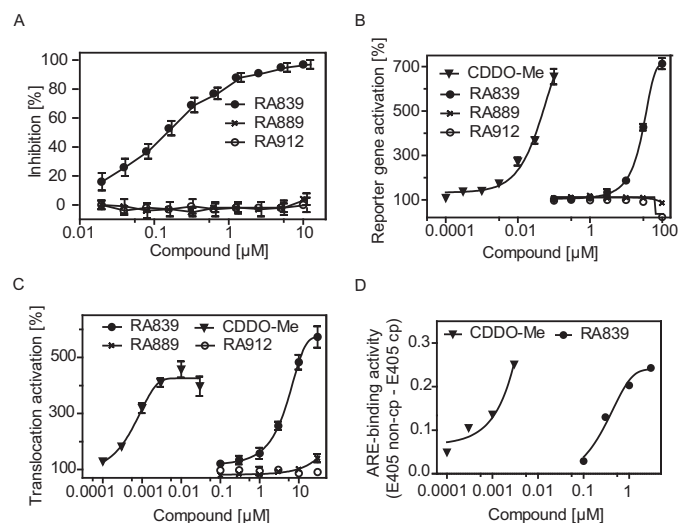 A
Inhibition [%]
100
80
60
40
20
0
RA839
RA889
RA912
0.01
0.1
1
10
Compound [µM]
B
Reporter gene activation [%]
700
500
300
100
CDDO-Me
RA839
RA889
RA912
0.0001
0.01
1
100
Compound [µM]
C
Translocation activation [%]
500
300
100
RA839
CDDO-Me
RA889
RA912
0.0001
0.001
0.01
0.1
1
10
Compound [µM]
D
ARE-binding activity
(E405 non-cp - E405 cp)
0.3
0.2
0.1
0.0
CDDO-Me
RA839
0.0001
0.001
0.01
0.1
1
Compound [µM]